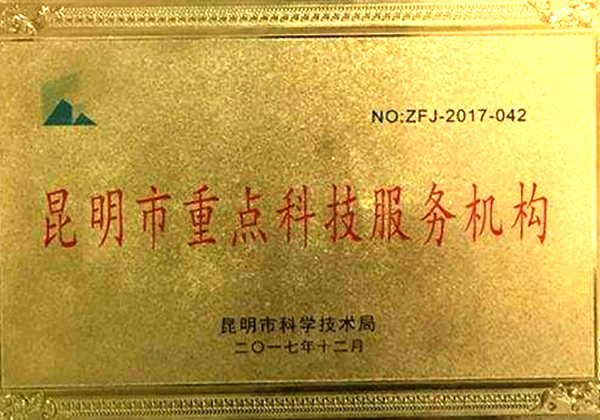 NO:ZFJ-2017-042
昆明市重点科技服务机构
昆明市科学技术局
二〇一七年十二月